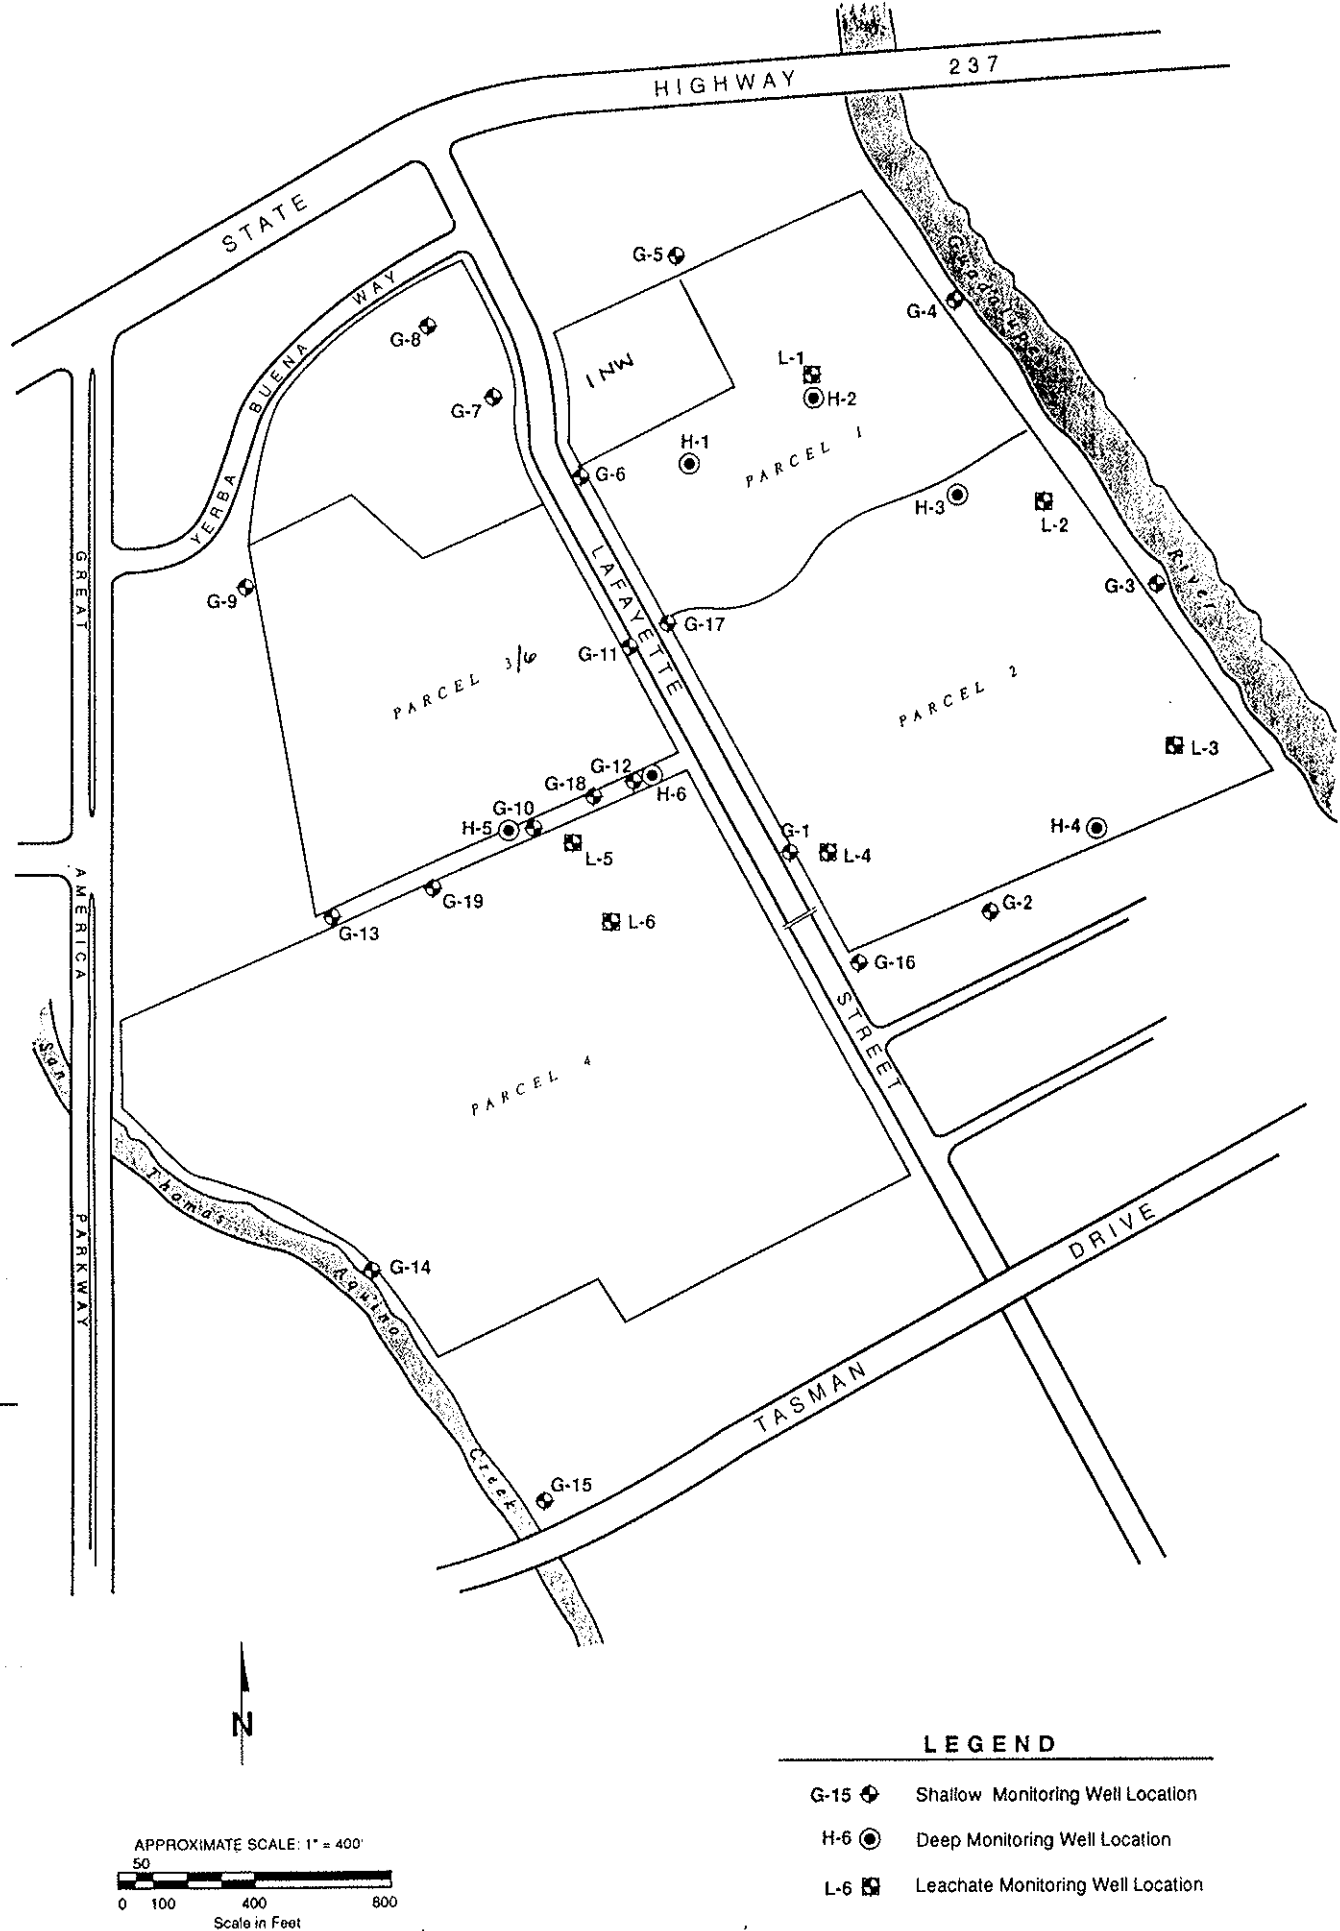 STATE HIGHWAY 237
Guadalupe River
G-5
G-4
YERBA BUENA WAY
G-8
INW
L-1
G-7
H-2
H-1
PARCEL 1
G-6
H-3
L-2
GREAT AMERICA PARKWAY
LAFAYETTE STREET
G-9
G-3
G-17
G-11
PARCEL 3/6
PARCEL 2
L-3
G-12
G-18
H-6
G-10
H-5
G-1
H-4
L-5
L-4
G-19
G-2
L-6
G-13
G-16
San Thomas Aquino Creek
PARCEL 4
G-14
TASMAN DRIVE
G-15
N
LEGEND
G-15 Shallow Monitoring Well Location
H-6 Deep Monitoring Well Location
L-6 Leachate Monitoring Well Location
APPROXIMATE SCALE: 1" = 400'
50
0 100 400 800
Scale in Feet